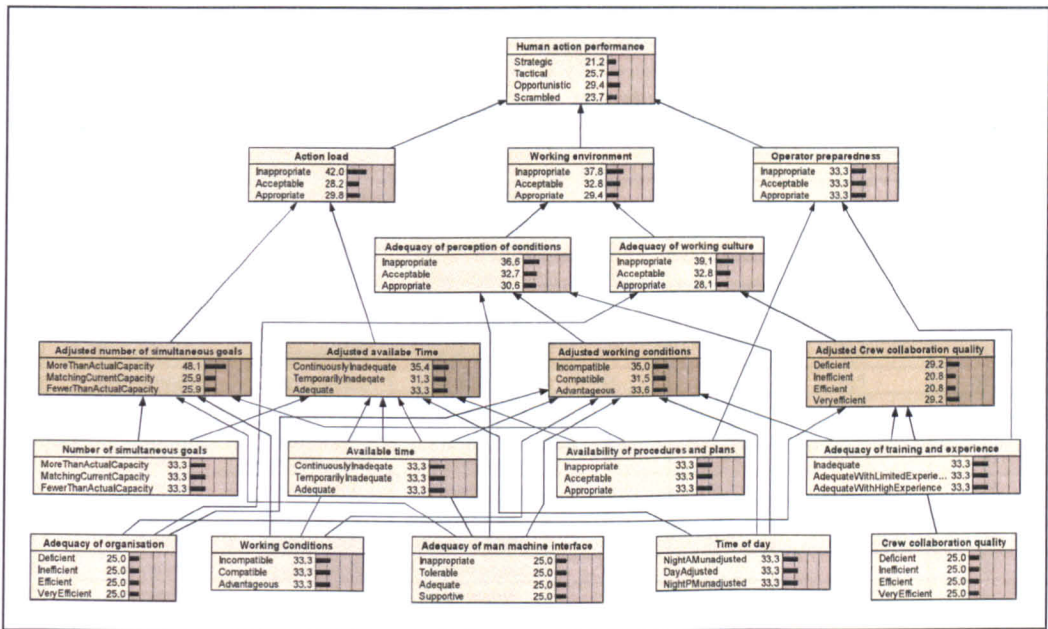 Human action performance
Strategic 21.2
Tactical 25.7
Opportunistic 29.4
Scrambled 23.7
Action load
Inappropriate 42.0
Acceptable 28.2
Appropriate 29.8
Working environment
Inappropriate 37.8
Acceptable 32.8
Appropriate 29.4
Operator preparedness
Inappropriate 33.3
Acceptable 33.3
Appropriate 33.3
Adequacy of perception of conditions
Inappropriate 36.6
Acceptable 32.7
Appropriate 30.6
Adequacy of working culture
Inappropriate 39.1
Acceptable 32.8
Appropriate 28.1
Adjusted number of simultaneous goals
MoreThanActualCapacity 48.1
MatchingCurrentCapacity 25.9
FewerThanActualCapacity 25.9
Adjusted availabe Time
ContinuouslyInadequate 35.4
TemporarilyInadeqate 31.3
Adequate 33.3
Adjusted working conditions
Incompatible 35.0
Compatible 31.5
Advantageous 33.6
Adjusted Crew collaboration quality
Deficient 29.2
Inefficient 20.8
Efficient 20.8
Veryefficient 29.2
Number of simultaneous goals
MoreThanActualCapacity 33.3
MatchingCurrentCapacity 33.3
FewerThanActualCapacity 33.3
Available time
ContinuouslyInadeqate 33.3
TemporarilyInadequate 33.3
Adequate 33.3
Availability of procedures and plans
Inappropriate 33.3
Acceptable 33.3
Appropriate 33.3
Adequacy of training and experience
Inadequate 33.3
AdequateWithLimitedExperie... 33.3
AdequateWithHighExperience 33.3
Adequacy of organisation
Deficient 25.0
Inefficient 25.0
Efficient 25.0
VeryEfficient 25.0
Working Conditions
Incompatible 33.3
Compatible 33.3
Advantageous 33.3
Adequacy of man machine interface
Inappropriate 25.0
Tolerable 25.0
Adequate 25.0
Supportive 25.0
Time of day
NightAMunadjusted 33.3
DayAdjusted 33.3
NightPMunadjusted 33.3
Crew collaboration quality
Deficient 25.0
Inefficient 25.0
Efficient 25.0
VeryEfficient 25.0